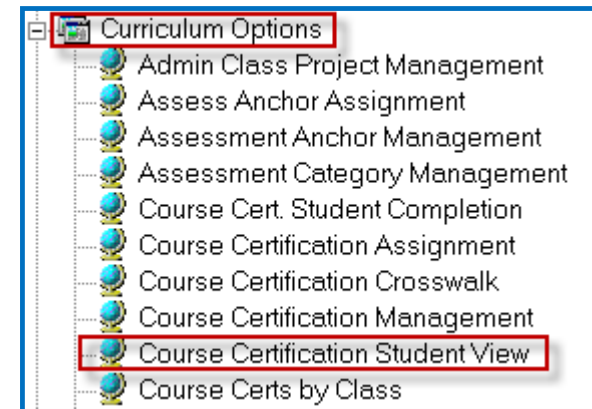 Curriculum Options
Admin Class Project Management
Assess Anchor Assignment
Assessment Anchor Management
Assessment Category Management
Course Cert. Student Completion
Course Certification Assignment
Course Certification Crosswalk
Course Certification Management
Course Certification Student View
Course Certs by Class